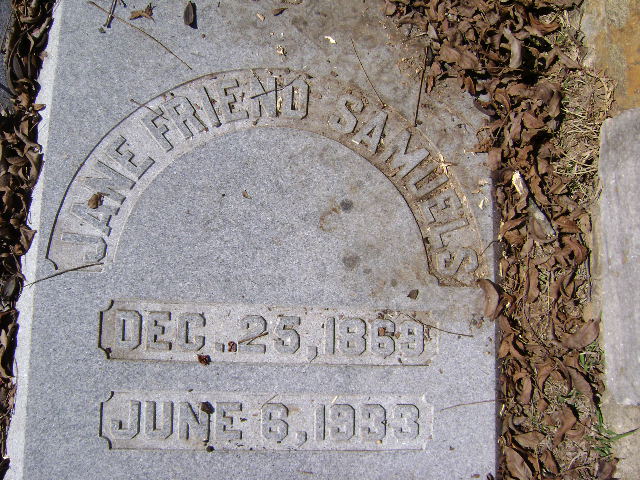 JANE FRIEND SAMUELS
DEC. 25, 1869
JUNE 6, 1933